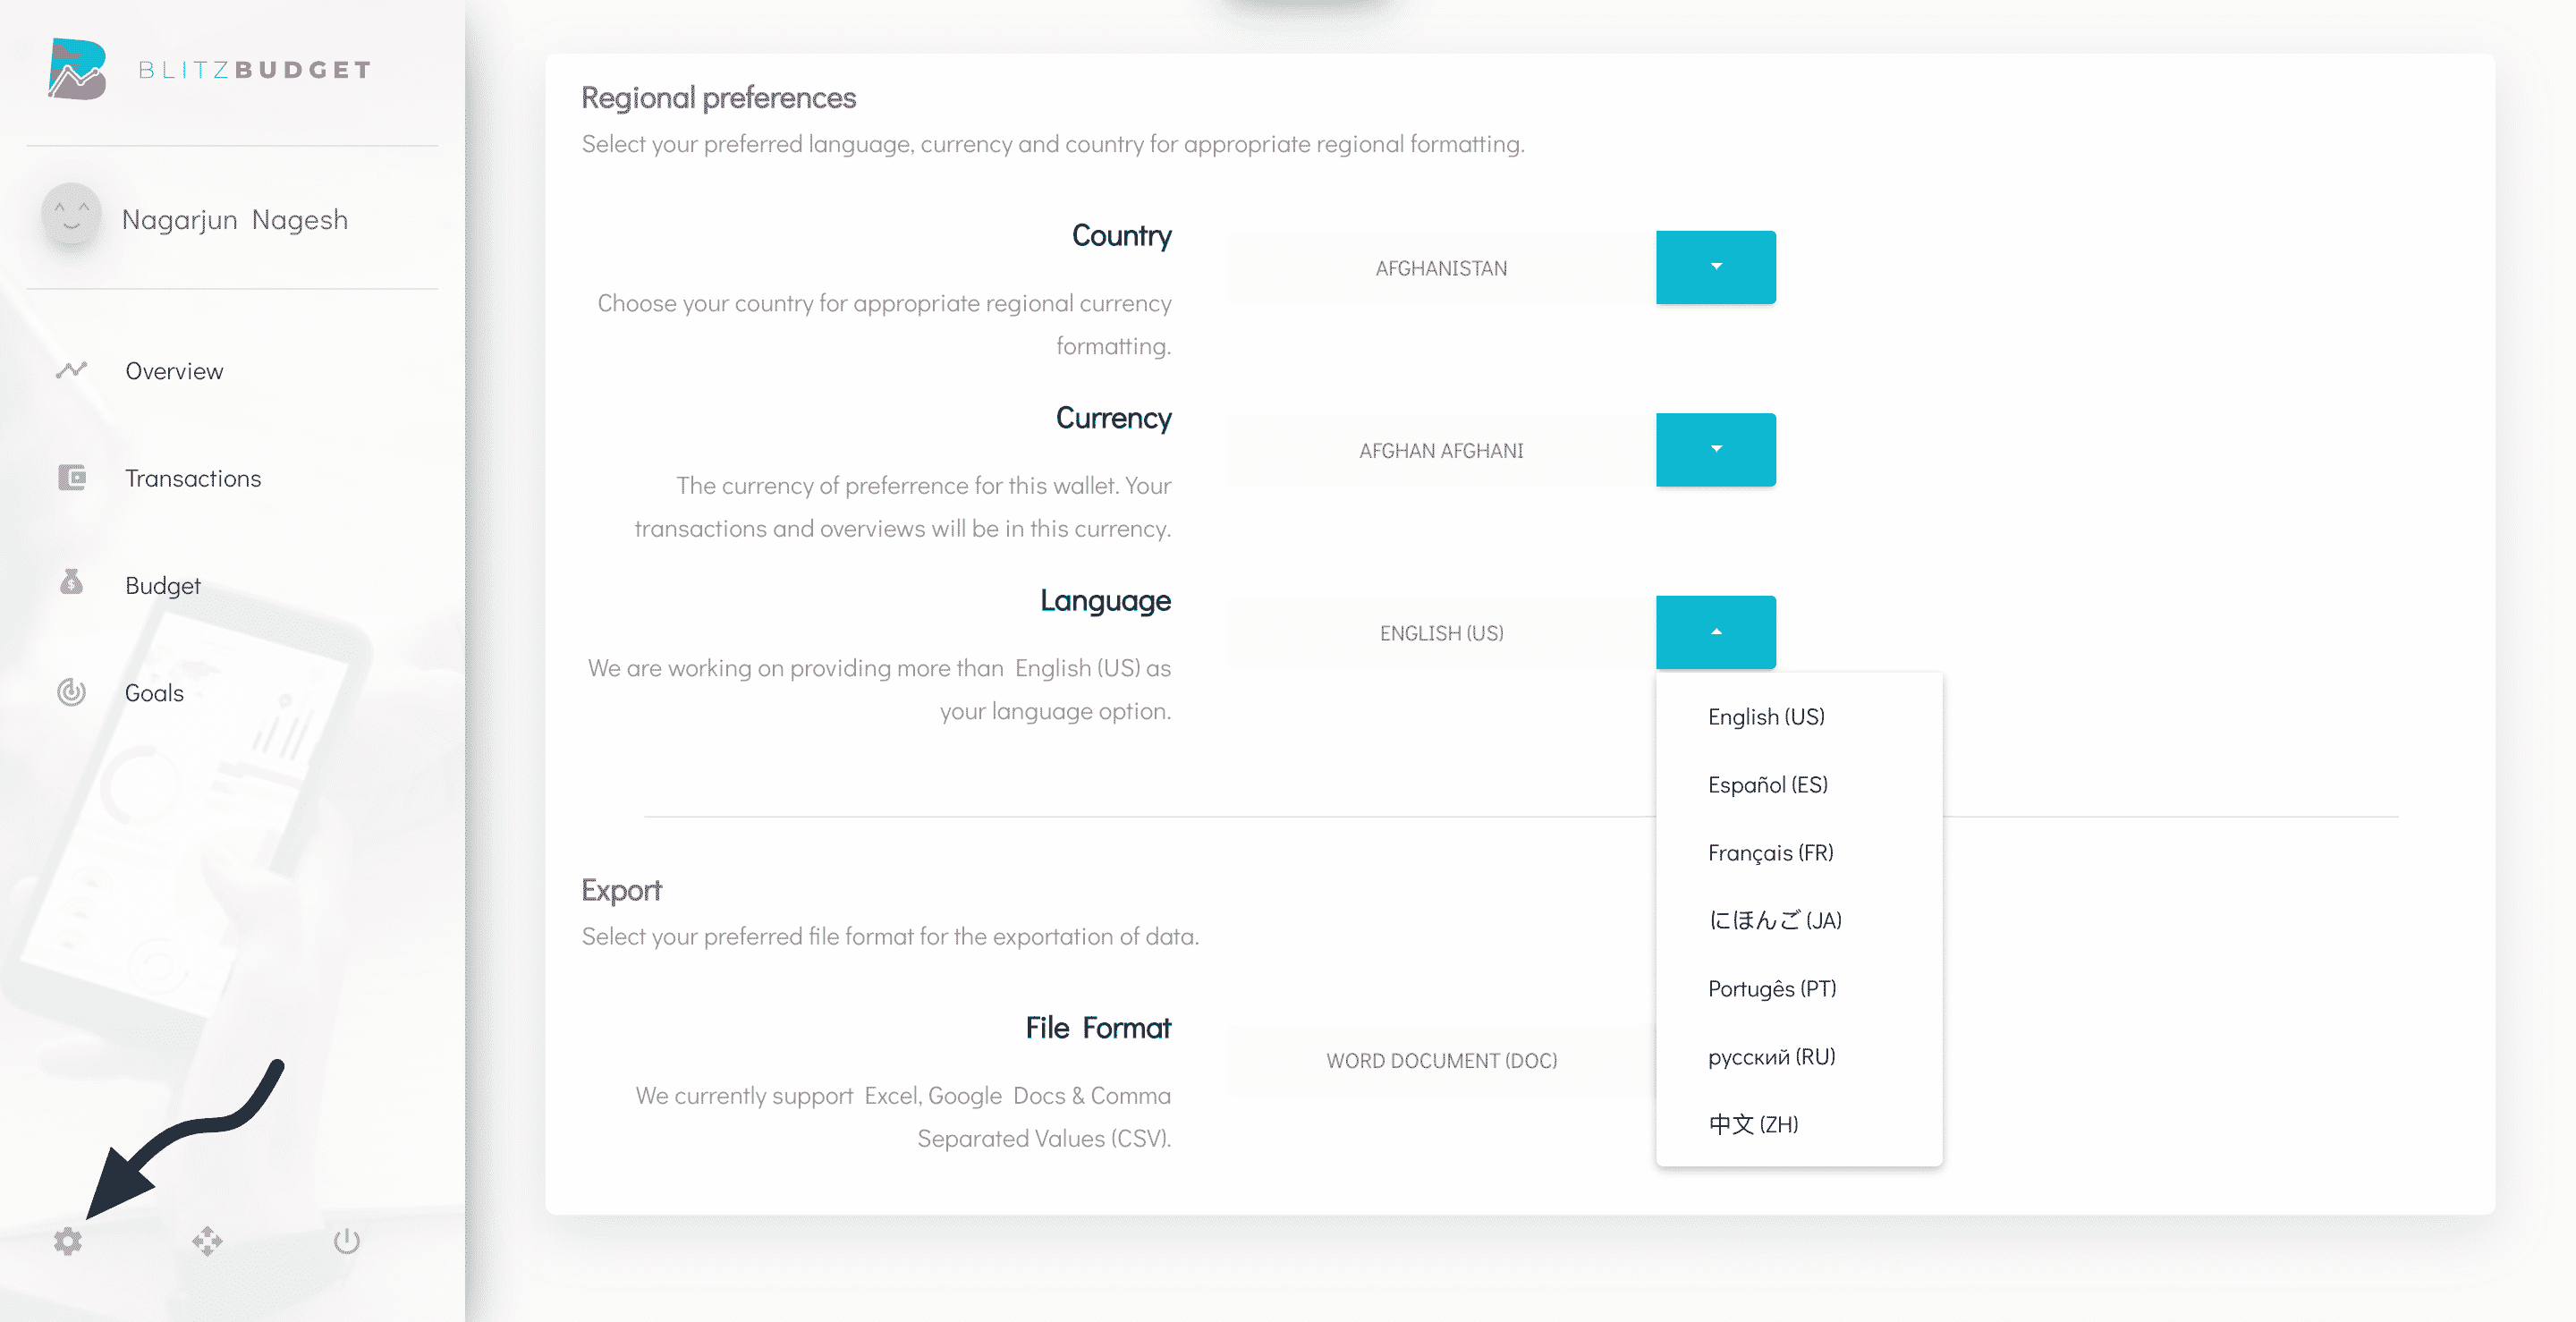 BLITZBUDGET
Nagarjun Nagesh
Overview
Transactions
Budget
Goals
Regional preferences
Select your preferred language, currency and country for appropriate regional formatting.
Country
Choose your country for appropriate regional currency
formatting.
AFGHANISTAN
Currency
The currency of preferrence for this wallet. Your
transactions and overviews will be in this currency.
AFGHAN AFGHANI
Language
We are working on providing more than English (US) as
your language option.
ENGLISH (US)
English (US)
Español (ES)
Français (FR)
にほんご (JA)
Portugês (PT)
русский (RU)
中文 (ZH)
Export
Select your preferred file format for the exportation of data.
File Format
We currently support Excel, Google Docs & Comma
Separated Values (CSV).
WORD DOCUMENT (DOC)